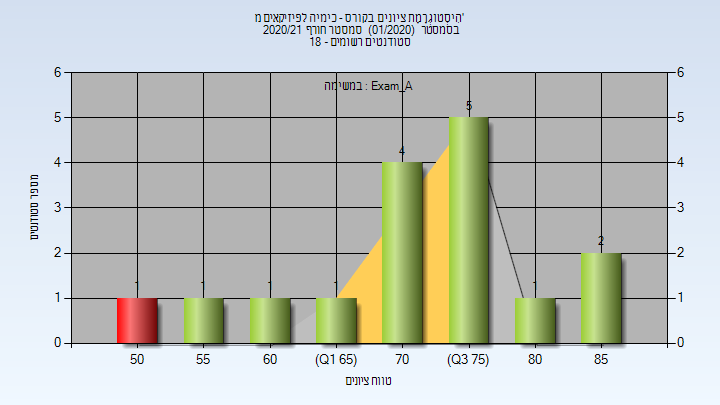 היסטוגרמת ציונים בקורס - כימיה לפיזיקאים מ'
בסמסטר (01/2020) סמסטר חורף 2020/21
סטודנטים רשומים - 18
במשימה : Exam_A
6 6
5 5
4 4
3 3
2 2
1 1
0 0
1 1 1 1 4 5 1 2
מספר סטודנטים
50 55 60 (Q1 65) 70 (Q3 75) 80 85
טווח ציונים